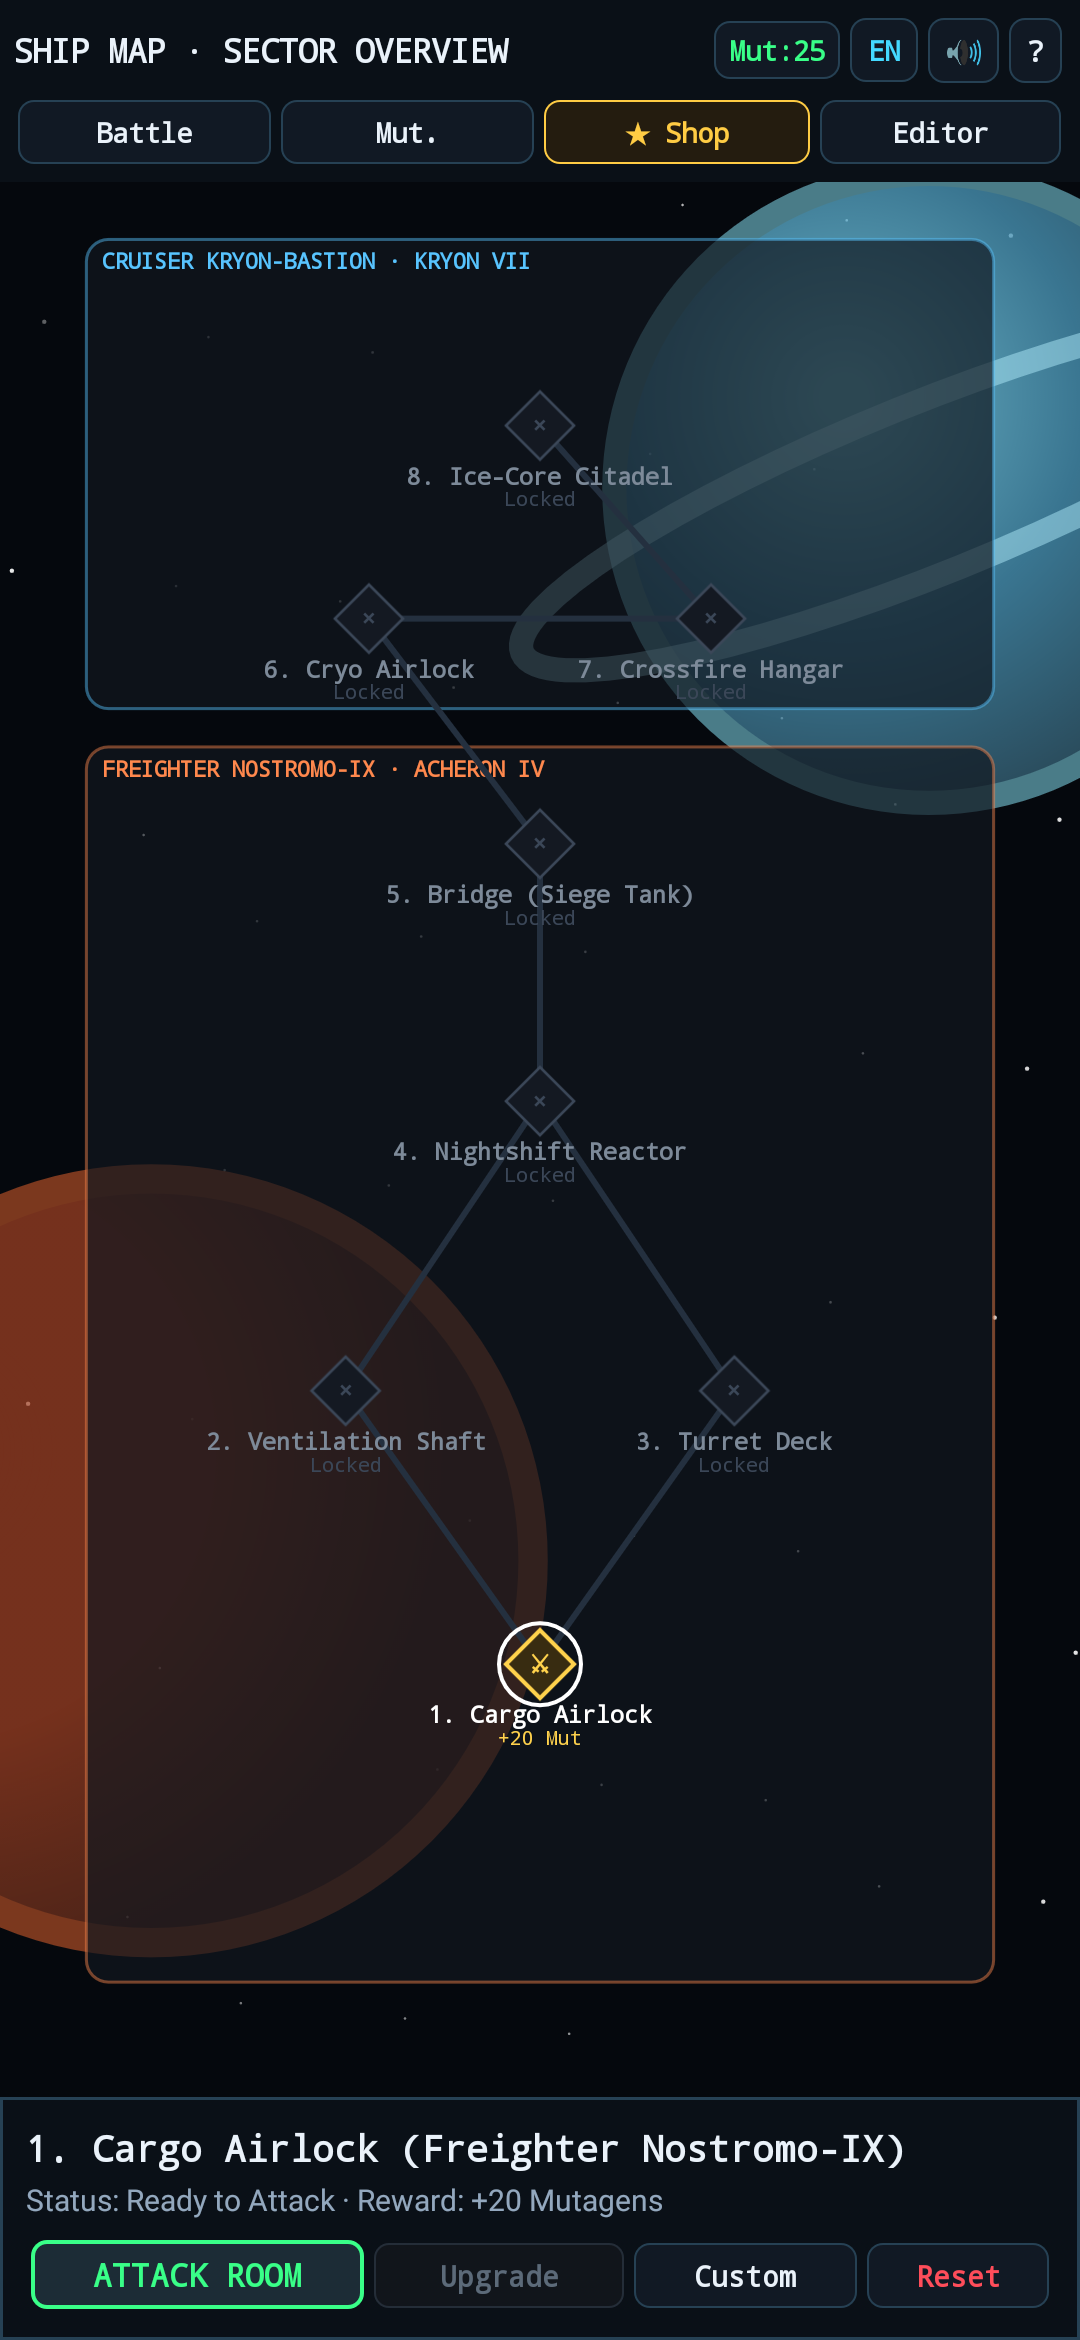 SHIP MAP · SECTOR OVERVIEW
Mut:25
EN
?
Battle
Mut.
★ Shop
Editor
CRUISER KRYON-BASTION · KRYON VII
8. Ice-Core Citadel
Locked
6. Cryo Airlock
Locked
7. Crossfire Hangar
Locked
FREIGHTER NOSTROMO-IX · ACHERON IV
5. Bridge (Siege Tank)
Locked
4. Nightshift Reactor
Locked
2. Ventilation Shaft
Locked
3. Turret Deck
Locked
1. Cargo Airlock
+20 Mut
1. Cargo Airlock (Freighter Nostromo-IX)
Status: Ready to Attack · Reward: +20 Mutagens
ATTACK ROOM
Upgrade
Custom
Reset